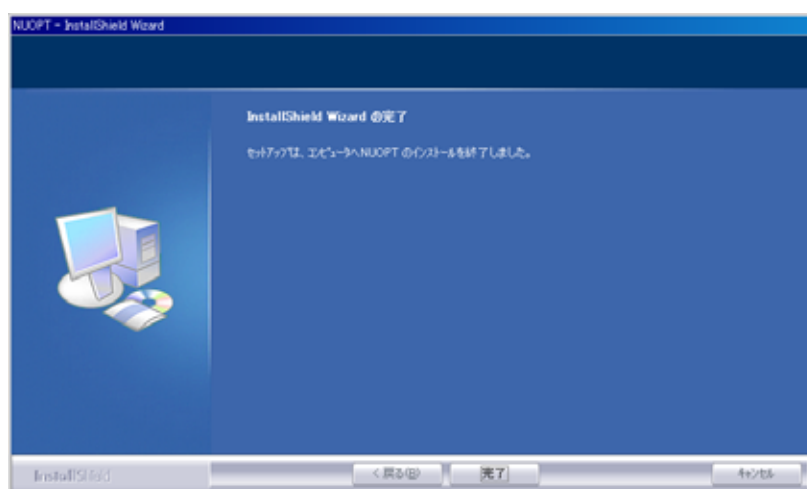 NUOPT - InstallShield Wizard
InstallShield Wizard の完了
セットアップは、コンピュータへNUOPT のインストールを終了しました。
InstallShield
< 戻る(B)
完了
キャンセル